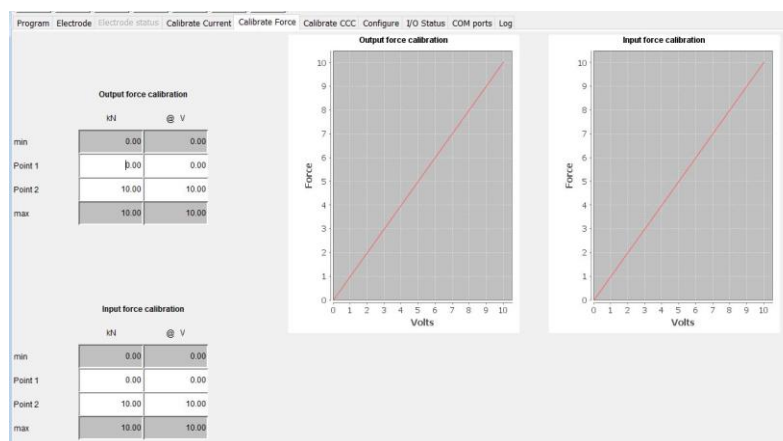 Program Electrode Electrode status Calibrate Current Calibrate Force Calibrate CCC Configure I/O Status COM ports Log
Output force calibration
kN @ V
min 0.00 0.00
Point 1 0.00 0.00
Point 2 10.00 10.00
max 10.00 10.00
Input force calibration
kN @ V
min 0.00 0.00
Point 1 0.00 0.00
Point 2 10.00 10.00
max 10.00 10.00
Output force calibration
Force
10
9
8
7
6
5
4
3
2
1
0
0 1 2 3 4 5 6 7 8 9 10
Volts
Input force calibration
Force
10
9
8
7
6
5
4
3
2
1
0
0 1 2 3 4 5 6 7 8 9 10
Volts